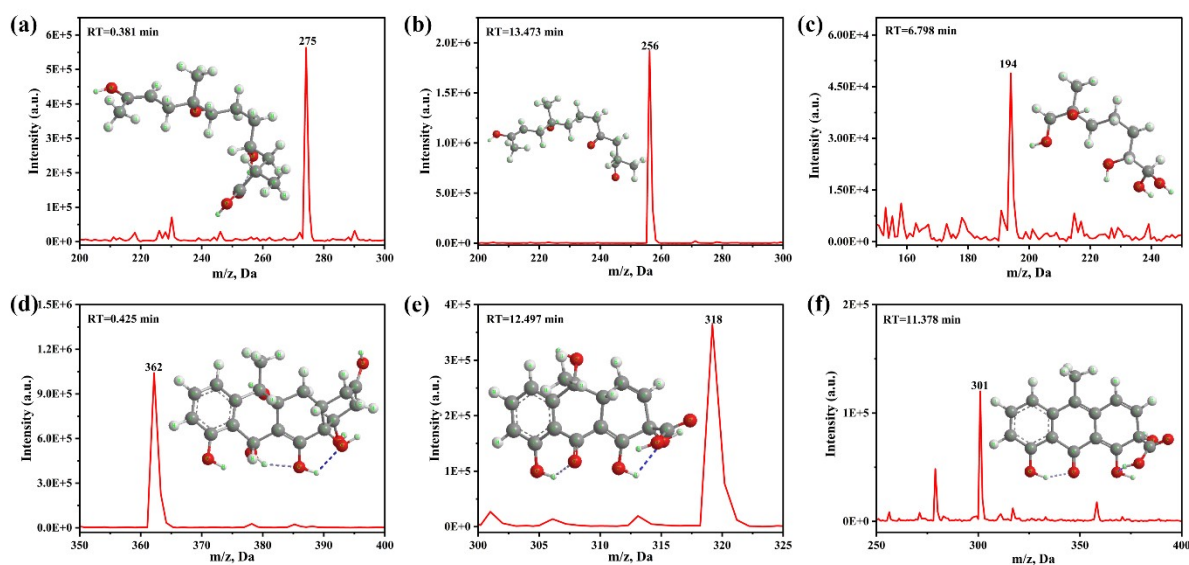 (a)
RT=0.381 min
275
6E+5
5E+5
4E+5
3E+5
2E+5
1E+5
0E+0
Intensity (a.u.)
200 220 240 260 280 300
m/z, Da
(b)
RT=13.473 min
256
2.0E+6
1.5E+6
1.0E+6
5.0E+5
0.0E+0
Intensity (a.u.)
200 220 240 260 280 300
m/z, Da
(c)
RT=6.798 min
194
6.00E+4
4.50E+4
3.00E+4
1.50E+4
0.00E+0
Intensity (a.u.)
160 180 200 220 240
m/z, Da
(d)
RT=0.425 min
362
1.5E+6
1.2E+6
9.0E+5
6.0E+5
3.0E+5
0.0E+0
Intensity (a.u.)
350 360 370 380 390 400
m/z, Da
(e)
RT=12.497 min
318
4E+5
3E+5
2E+5
1E+5
0E+0
Intensity (a.u.)
300 305 310 315 320 325
m/z, Da
(f)
RT=11.378 min
301
2E+5
1E+5
0E+0
Intensity (a.u.)
250 300 350 400
m/z, Da